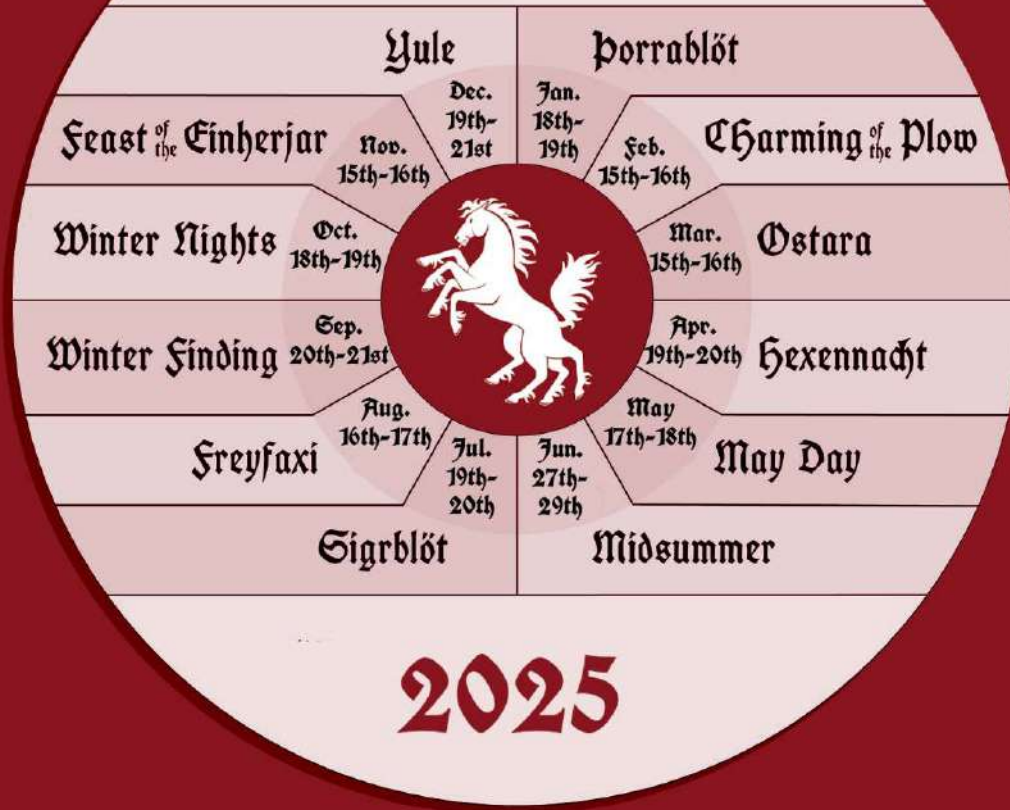 Yule
Dec.
19th-
21st
Þorrablöt
Jan.
18th-
19th
Feast of the Einherjar
Nov.
15th-16th
CHarming of the Plow
Feb.
15th-16th
Winter Nights
Oct.
18th-19th
Ostara
Mar.
15th-16th
Winter Finding
Sep.
20th-21st
Hexennacht
Apr.
19th-20th
Freyfaxi
Aug.
16th-17th
May Day
May
17th-18th
Sigrblöt
Jul.
19th-
20th
Midsummer
Jun.
27th-
29th
2025